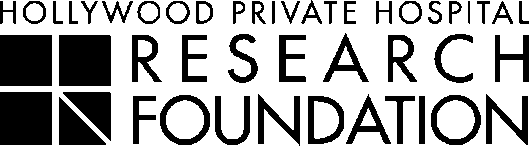 HOLLYWOOD PRIVATE HOSPITAL
RESEARCH
FOUNDATION